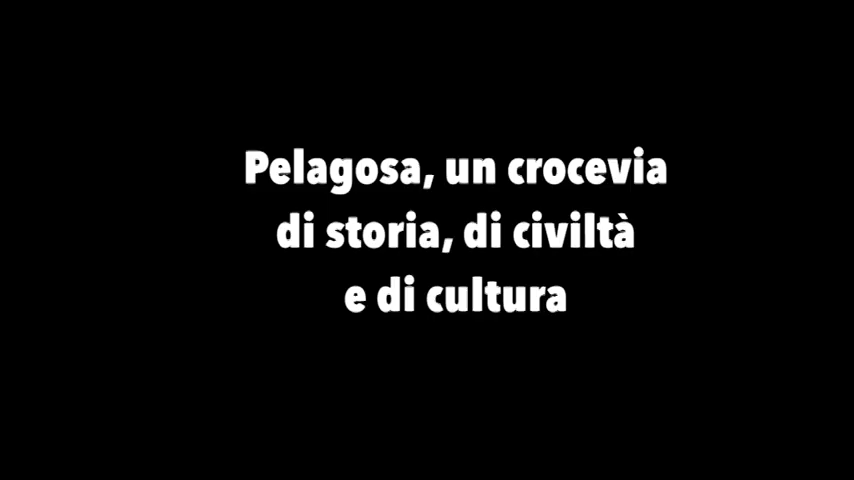 Pelagosa, un crocevia
di storia, di civiltà
e di cultura